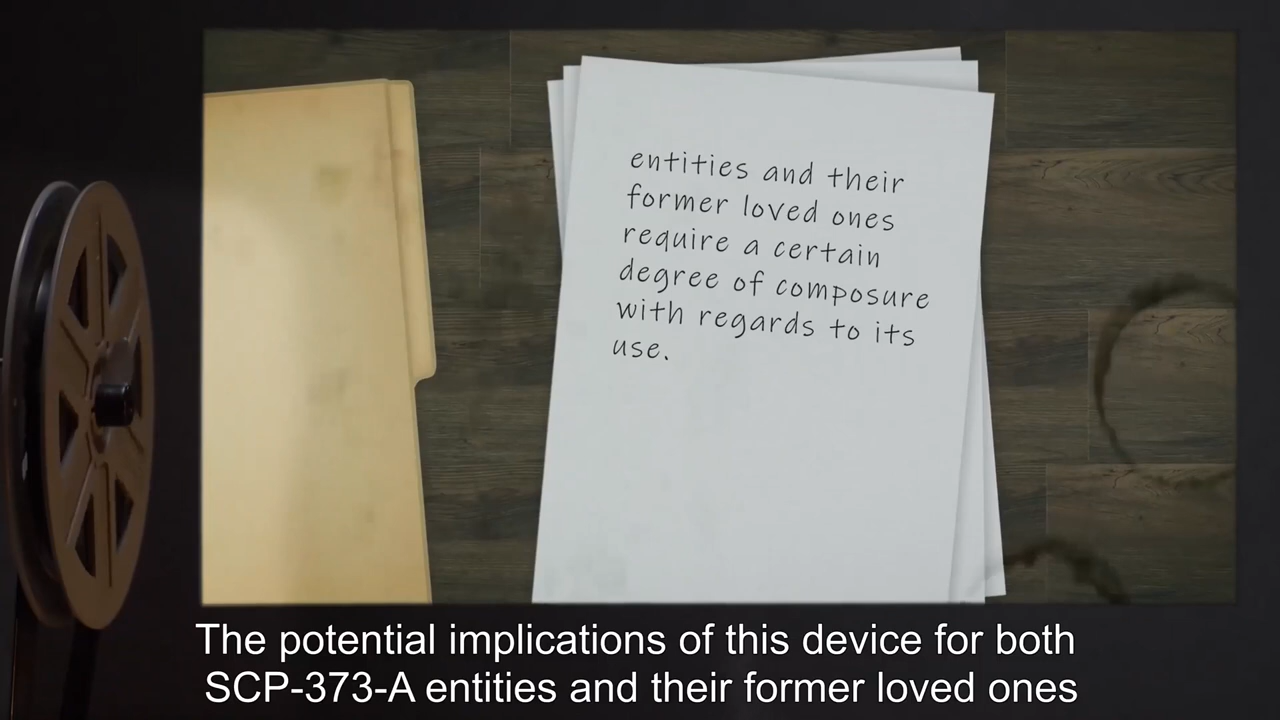 entities and their
former loved ones
require a certain
degree of composure
with regards to its
use.
The potential implications of this device for both
SCP-373-A entities and their former loved ones